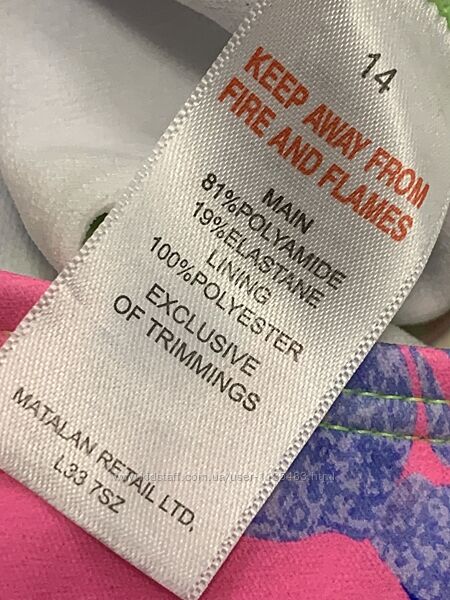 14
KEEP AWAY FROM
FIRE AND FLAMES
MAIN
81%POLYAMIDE
19%ELASTANE
LINING
100%POLYESTER
EXCLUSIVE
OF TRIMMINGS
MATALAN RETAIL LTD,
L33 7SZ